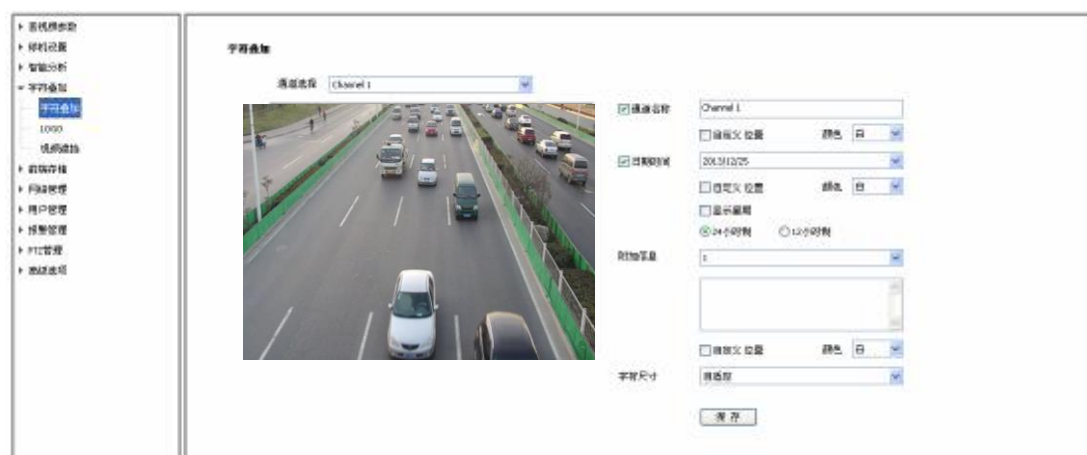 音视频参数
球机设置
智能分析
字符叠加
字符叠加
LOGO
视频遮挡
前端存储
网络管理
用户管理
报警管理
PTZ管理
高级选项
字符叠加
通道选择 Channel 1
通道名称 Channel 1
自定义位置 颜色 白
日期时间 2013/12/25
自定义位置 颜色 白
显示星期
24小时制 12小时制
附加信息 1
自定义位置 颜色 白
字符尺寸 自适应
保存